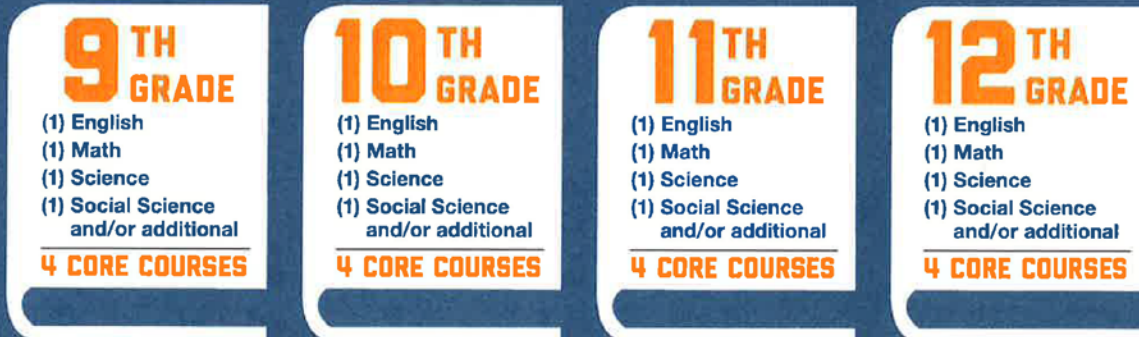 9TH GRADE
(1) English
(1) Math
(1) Science
(1) Social Science
and/or additional
4 CORE COURSES
10TH GRADE
(1) English
(1) Math
(1) Science
(1) Social Science
and/or additional
4 CORE COURSES
11TH GRADE
(1) English
(1) Math
(1) Science
(1) Social Science
and/or additional
4 CORE COURSES
12TH GRADE
(1) English
(1) Math
(1) Science
(1) Social Science
and/or additional
4 CORE COURSES